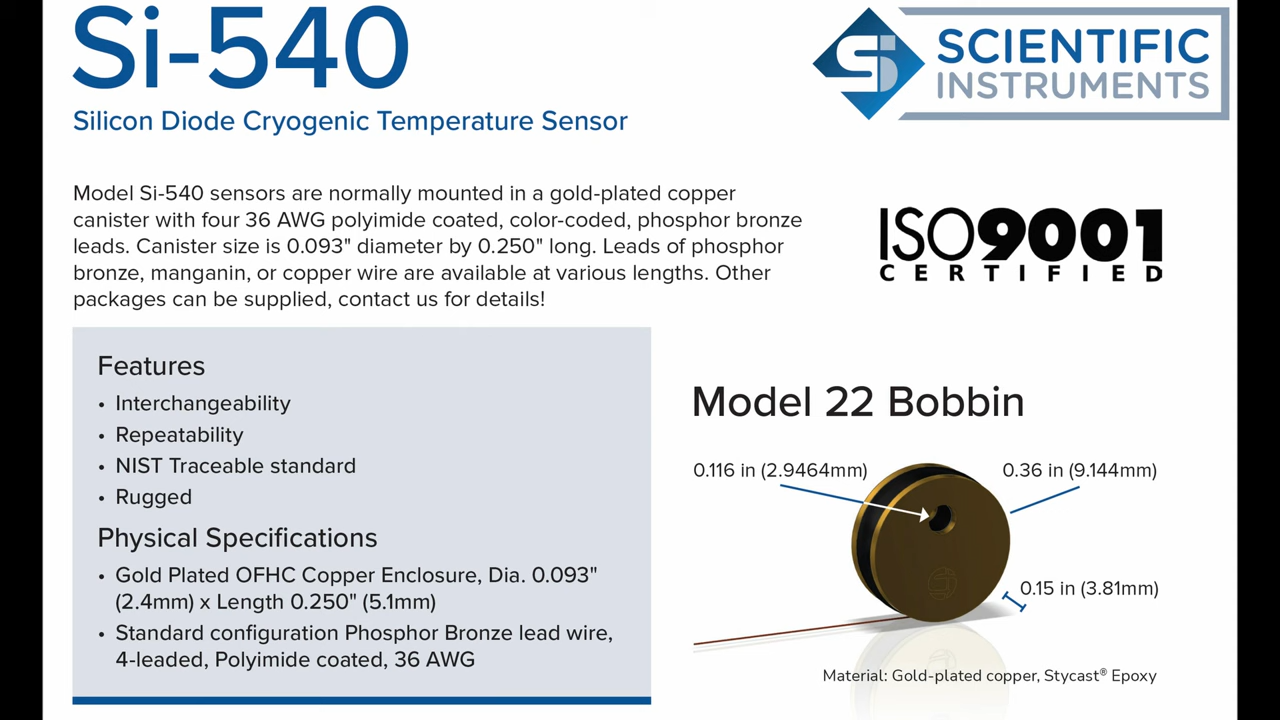 Si-540
Silicon Diode Cryogenic Temperature Sensor
SCIENTIFIC
INSTRUMENTS
Model Si-540 sensors are normally mounted in a gold-plated copper
canister with four 36 AWG polyimide coated, color-coded, phosphor bronze
leads. Canister size is 0.093" diameter by 0.250" long. Leads of phosphor
bronze, manganin, or copper wire are available at various lengths. Other
packages can be supplied, contact us for details!
ISO9001
CERTIFIED
Features
• Interchangeability
• Repeatability
• NIST Traceable standard
• Rugged
Physical Specifications
• Gold Plated OFHC Copper Enclosure, Dia. 0.093"
(2.4mm) x Length 0.250" (5.1mm)
• Standard configuration Phosphor Bronze lead wire,
4-leaded, Polyimide coated, 36 AWG
Model 22 Bobbin
0.116 in (2.9464mm)
0.36 in (9.144mm)
0.15 in (3.81mm)
Material: Gold-plated copper, Stycast® Epoxy